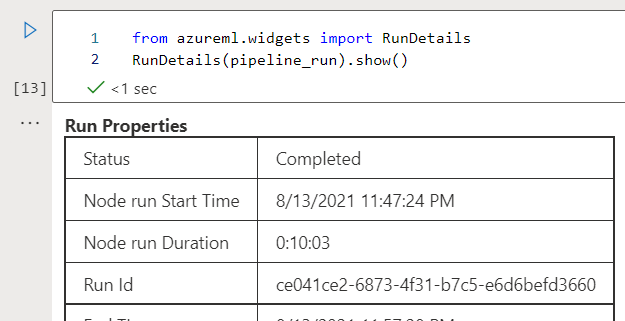 1 from azureml.widgets import RunDetails
2 RunDetails(pipeline_run).show()
[13] <1 sec
Run Properties
Status Completed
Node run Start Time 8/13/2021 11:47:24 PM
Node run Duration 0:10:03
Run Id ce041ce2-6873-4f31-b7c5-e6d6befd3660